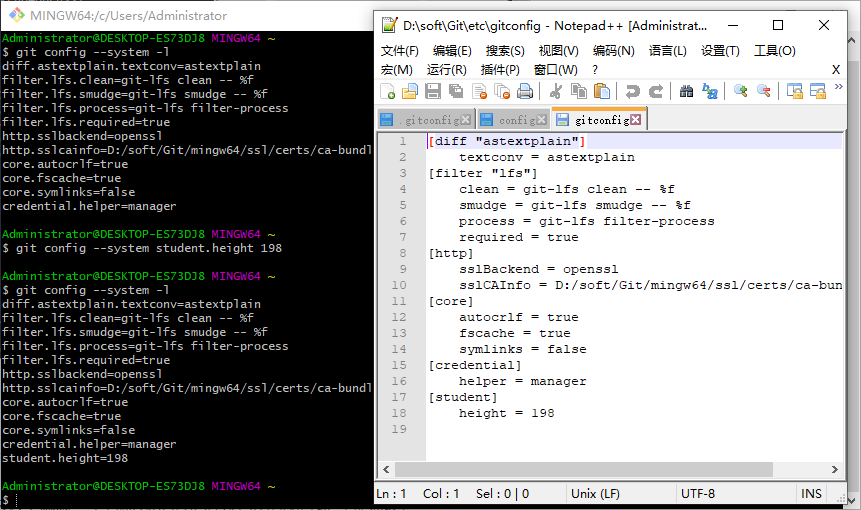 MINGW64:/c/Users/Administrator
Administrator@DESKTOP-ES73DJ8 MINGW64 ~
$ git config --system -l
diff.astextplain.textconv=astextplain
filter.lfs.clean=git-lfs clean -- %f
filter.lfs.smudge=git-lfs smudge -- %f
filter.lfs.process=git-lfs filter-process
filter.lfs.required=true
http.sslbackend=openssl
http.sslcainfo=D:/soft/Git/mingw64/ssl/certs/ca-bundl
core.autocrlf=true
core.fscache=true
core.symlinks=false
credential.helper=manager
Administrator@DESKTOP-ES73DJ8 MINGW64 ~
$ git config --system student.height 198
Administrator@DESKTOP-ES73DJ8 MINGW64 ~
$ git config --system -l
diff.astextplain.textconv=astextplain
filter.lfs.clean=git-lfs clean -- %f
filter.lfs.smudge=git-lfs smudge -- %f
filter.lfs.process=git-lfs filter-process
filter.lfs.required=true
http.sslbackend=openssl
http.sslcainfo=D:/soft/Git/mingw64/ssl/certs/ca-bundl
core.autocrlf=true
core.fscache=true
core.symlinks=false
credential.helper=manager
student.height=198
Administrator@DESKTOP-ES73DJ8 MINGW64 ~
$
D:\soft\Git\etc\gitconfig - Notepad++ [Administrat...
文件(F) 编辑(E) 搜索(S) 视图(V) 编码(N) 语言(L) 设置(T) 工具(O)
宏(M) 运行(R) 插件(P) 窗口(W) ? X
.gitconfig config gitconfig
1 [diff "astextplain"]
2 textconv = astextplain
3 [filter "lfs"]
4 clean = git-lfs clean -- %f
5 smudge = git-lfs smudge -- %f
6 process = git-lfs filter-process
7 required = true
8 [http]
9 sslBackend = openssl
10 sslCAInfo = D:/soft/Git/mingw64/ssl/certs/ca-bun
11 [core]
12 autocrlf = true
13 fscache = true
14 symlinks = false
15 [credential]
16 helper = manager
17 [student]
18 height = 198
19
Ln : 1 Col : 1 Sel : 0 | 0 Unix (LF) UTF-8 INS